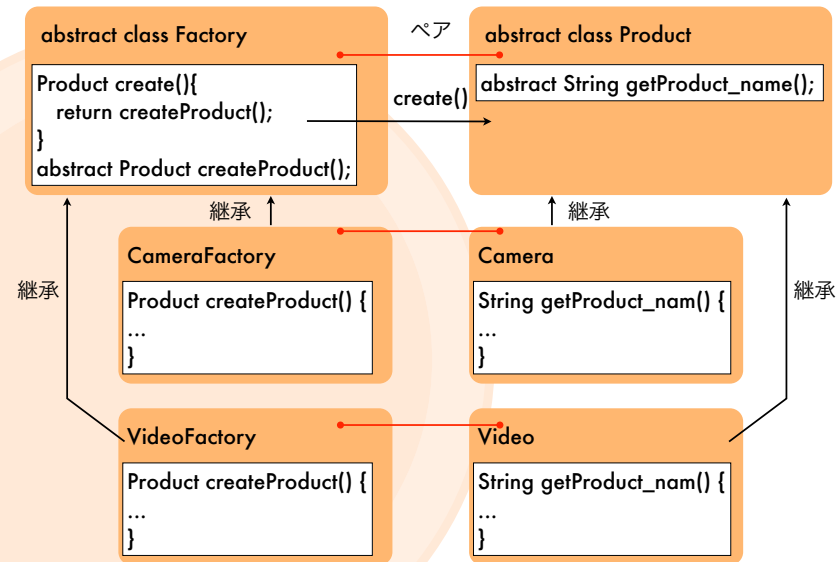 abstract class Factory
Product create(){
return createProduct();
}
abstract Product createProduct();
ペア
create()
abstract class Product
abstract String getProduct_name();
継承
継承
継承
継承
CameraFactory
Product createProduct() {
...
}
Camera
String getProduct_nam() {
...
}
VideoFactory
Product createProduct() {
...
}
Video
String getProduct_nam() {
...
}